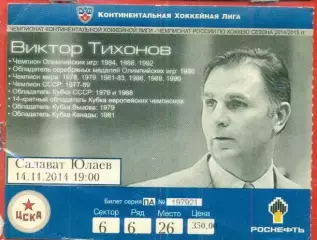 Континентальная Хоккейная Лига
ЧЕМПИОНАТ КОНТИНЕНТАЛЬНОЙ ХОККЕЙНОЙ ЛИГИ - ЧЕМПИОНАТ РОССИИ ПО ХОККЕЮ СЕЗОНА 2014/2015 гг.
Виктор Тихонов
• Чемпион Олимпийских игр: 1984, 1988, 1992
• Обладатель серебряных медалей Олимпийских игр: 1980
• Чемпион мира: 1978, 1979, 1981-83, 1986, 1989, 1990
• Чемпион СССР: 1977-89
• Обладатель Кубка СССР: 1979 и 1988
• 14-кратный обладатель Кубка европейских чемпионов
• Обладатель Кубка Вызова: 1979
• Обладатель Кубка Канады: 1981
Салават Юлаев
14.11.2014 19:00
ЦСКА
Билет серия ПА №
Сектор Ряд Место Цена
6 6 26 350,00
РОСНЕФТЬ